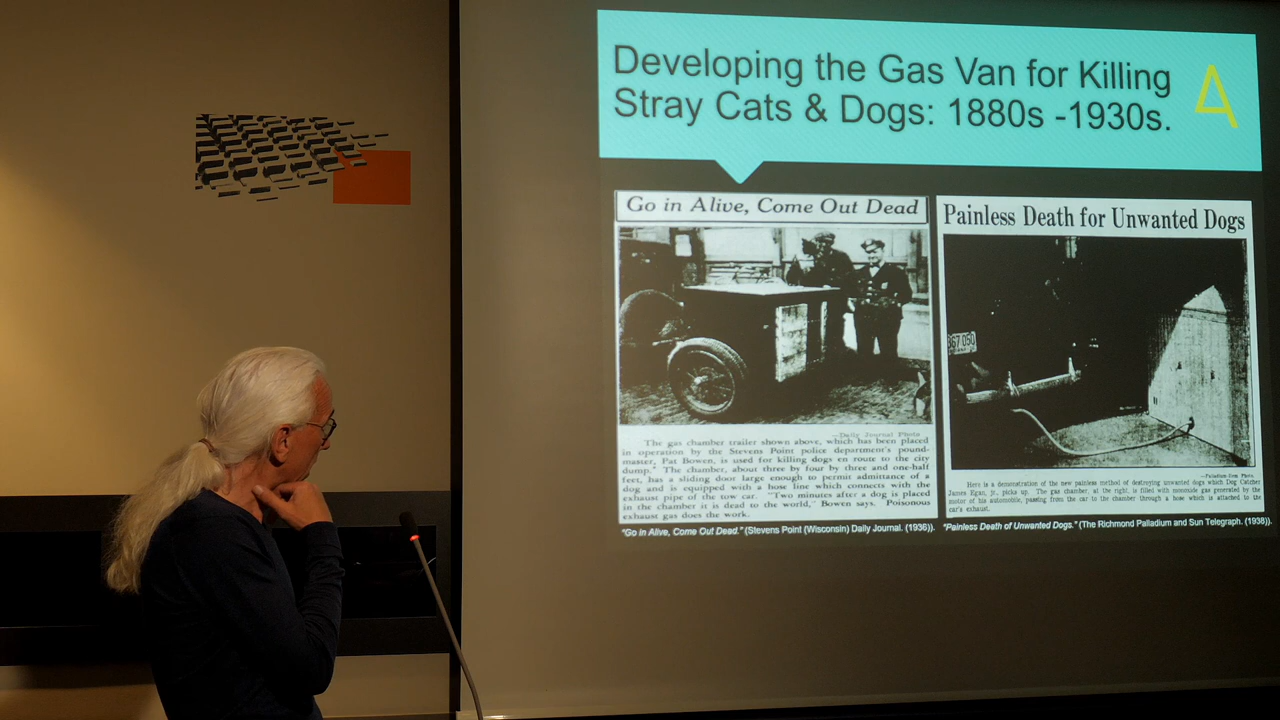 Developing the Gas Van for Killing
Stray Cats & Dogs: 1880s -1930s.
Go in Alive, Come Out Dead
—Daily Journal Photo
The gas chamber trailer shown above, which has been placed
in operation by the Stevens Point police department's pound-
master, Pat Bowen, is used for killing dogs en route to the city
dump." The chamber, about three by four by three and one-half
feet, has a sliding door large enough to permit admittance of a
dog and is equipped with a hose line which connects with the
exhaust pipe of the tow car. "Two minutes after a dog is placed
in the chamber it is dead to the world," Bowen says. Poisonous
exhaust gas does the work.
"Go in Alive, Come Out Dead." (Stevens Point (Wisconsin) Daily Journal. (1936)).
Painless Death for Unwanted Dogs
367,050
—Palladium-Item Photo.
Here is a demonstration of the new painless method of destroying unwanted dogs which Dog Catcher
James Egan, jr., picks up. The gas chamber, at the right, is filled with monoxide gas generated by the
motor of his automobile, passing from the car to the chamber through a hose which is attached to the
car's exhaust.
"Painless Death of Unwanted Dogs." (The Richmond Palladium and Sun Telegraph. (1938)).